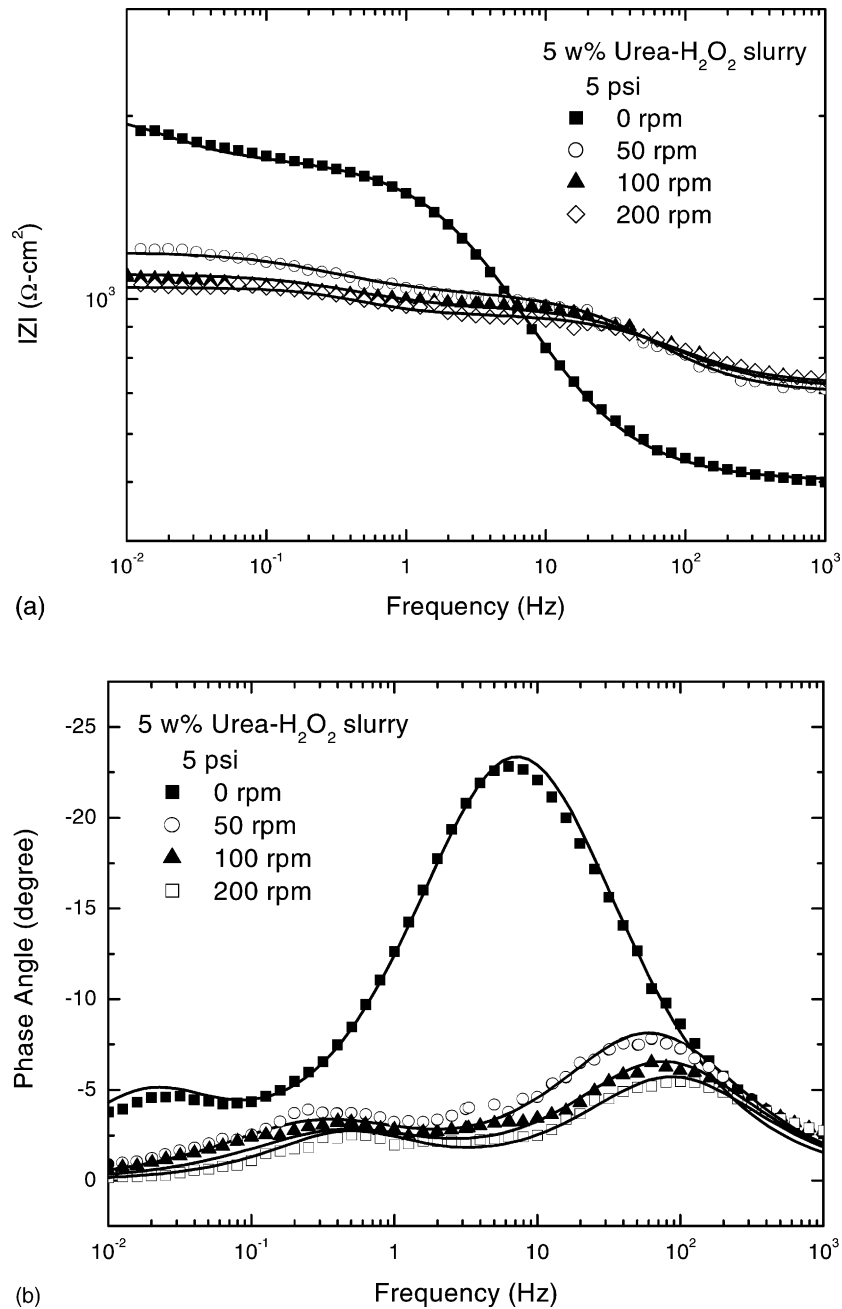 5 w% Urea-H₂O₂ slurry
5 psi
0 rpm
50 rpm
100 rpm
200 rpm
10³
|Z| (Ω-cm²)
10⁻² 10⁻¹ 1 10 10² 10³
Frequency (Hz)
(a)
5 w% Urea-H₂O₂ slurry
5 psi
0 rpm
50 rpm
100 rpm
200 rpm
-25
-20
-15
-10
-5
0
Phase Angle (degree)
10⁻² 10⁻¹ 1 10 10² 10³
Frequency (Hz)
(b)